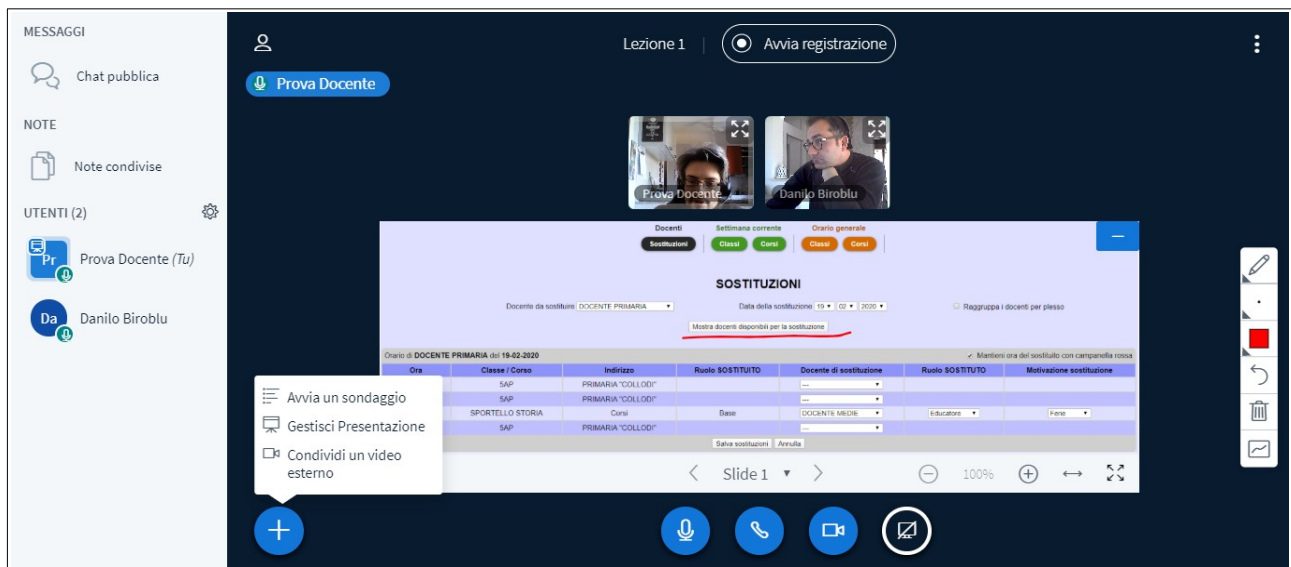 MESSAGGI
Chat pubblica
NOTE
Note condivise
UTENTI (2)
Pr
Prova Docente (Tu)
Da
Danilo Biroblu
Lezione 1
Avvia registrazione
Prova Docente
Prova Docente
Danilo Biroblu
Docenti Settimana corrente Orario generale
Sostituzioni Classi Corsi Classi Corsi
SOSTITUZIONI
Docente da sostituire DOCENTE PRIMARIA Data della sostituzione 19 02 2020 Raggruppa i docenti per plesso
Mostra docenti disponibili per la sostituzione
Orario di DOCENTE PRIMARIA del 19-02-2020 Mantieni ora del sostituito con campanella rossa
Ora Classe / Corso Indirizzo Ruolo SOSTITUITO Docente di sostituzione Ruolo SOSTITUTO Motivazione sostituzione
5AP PRIMARIA "COLLODI" ---
5AP PRIMARIA "COLLODI" ---
SPORTELLO STORIA Corsi Base DOCENTE MEDIE Educatore Ferie
5AP PRIMARIA "COLLODI" ---
Salva sostituzioni Annulla
Avvia un sondaggio
Gestisci Presentazione
Condividi un video
esterno
Slide 1
100%